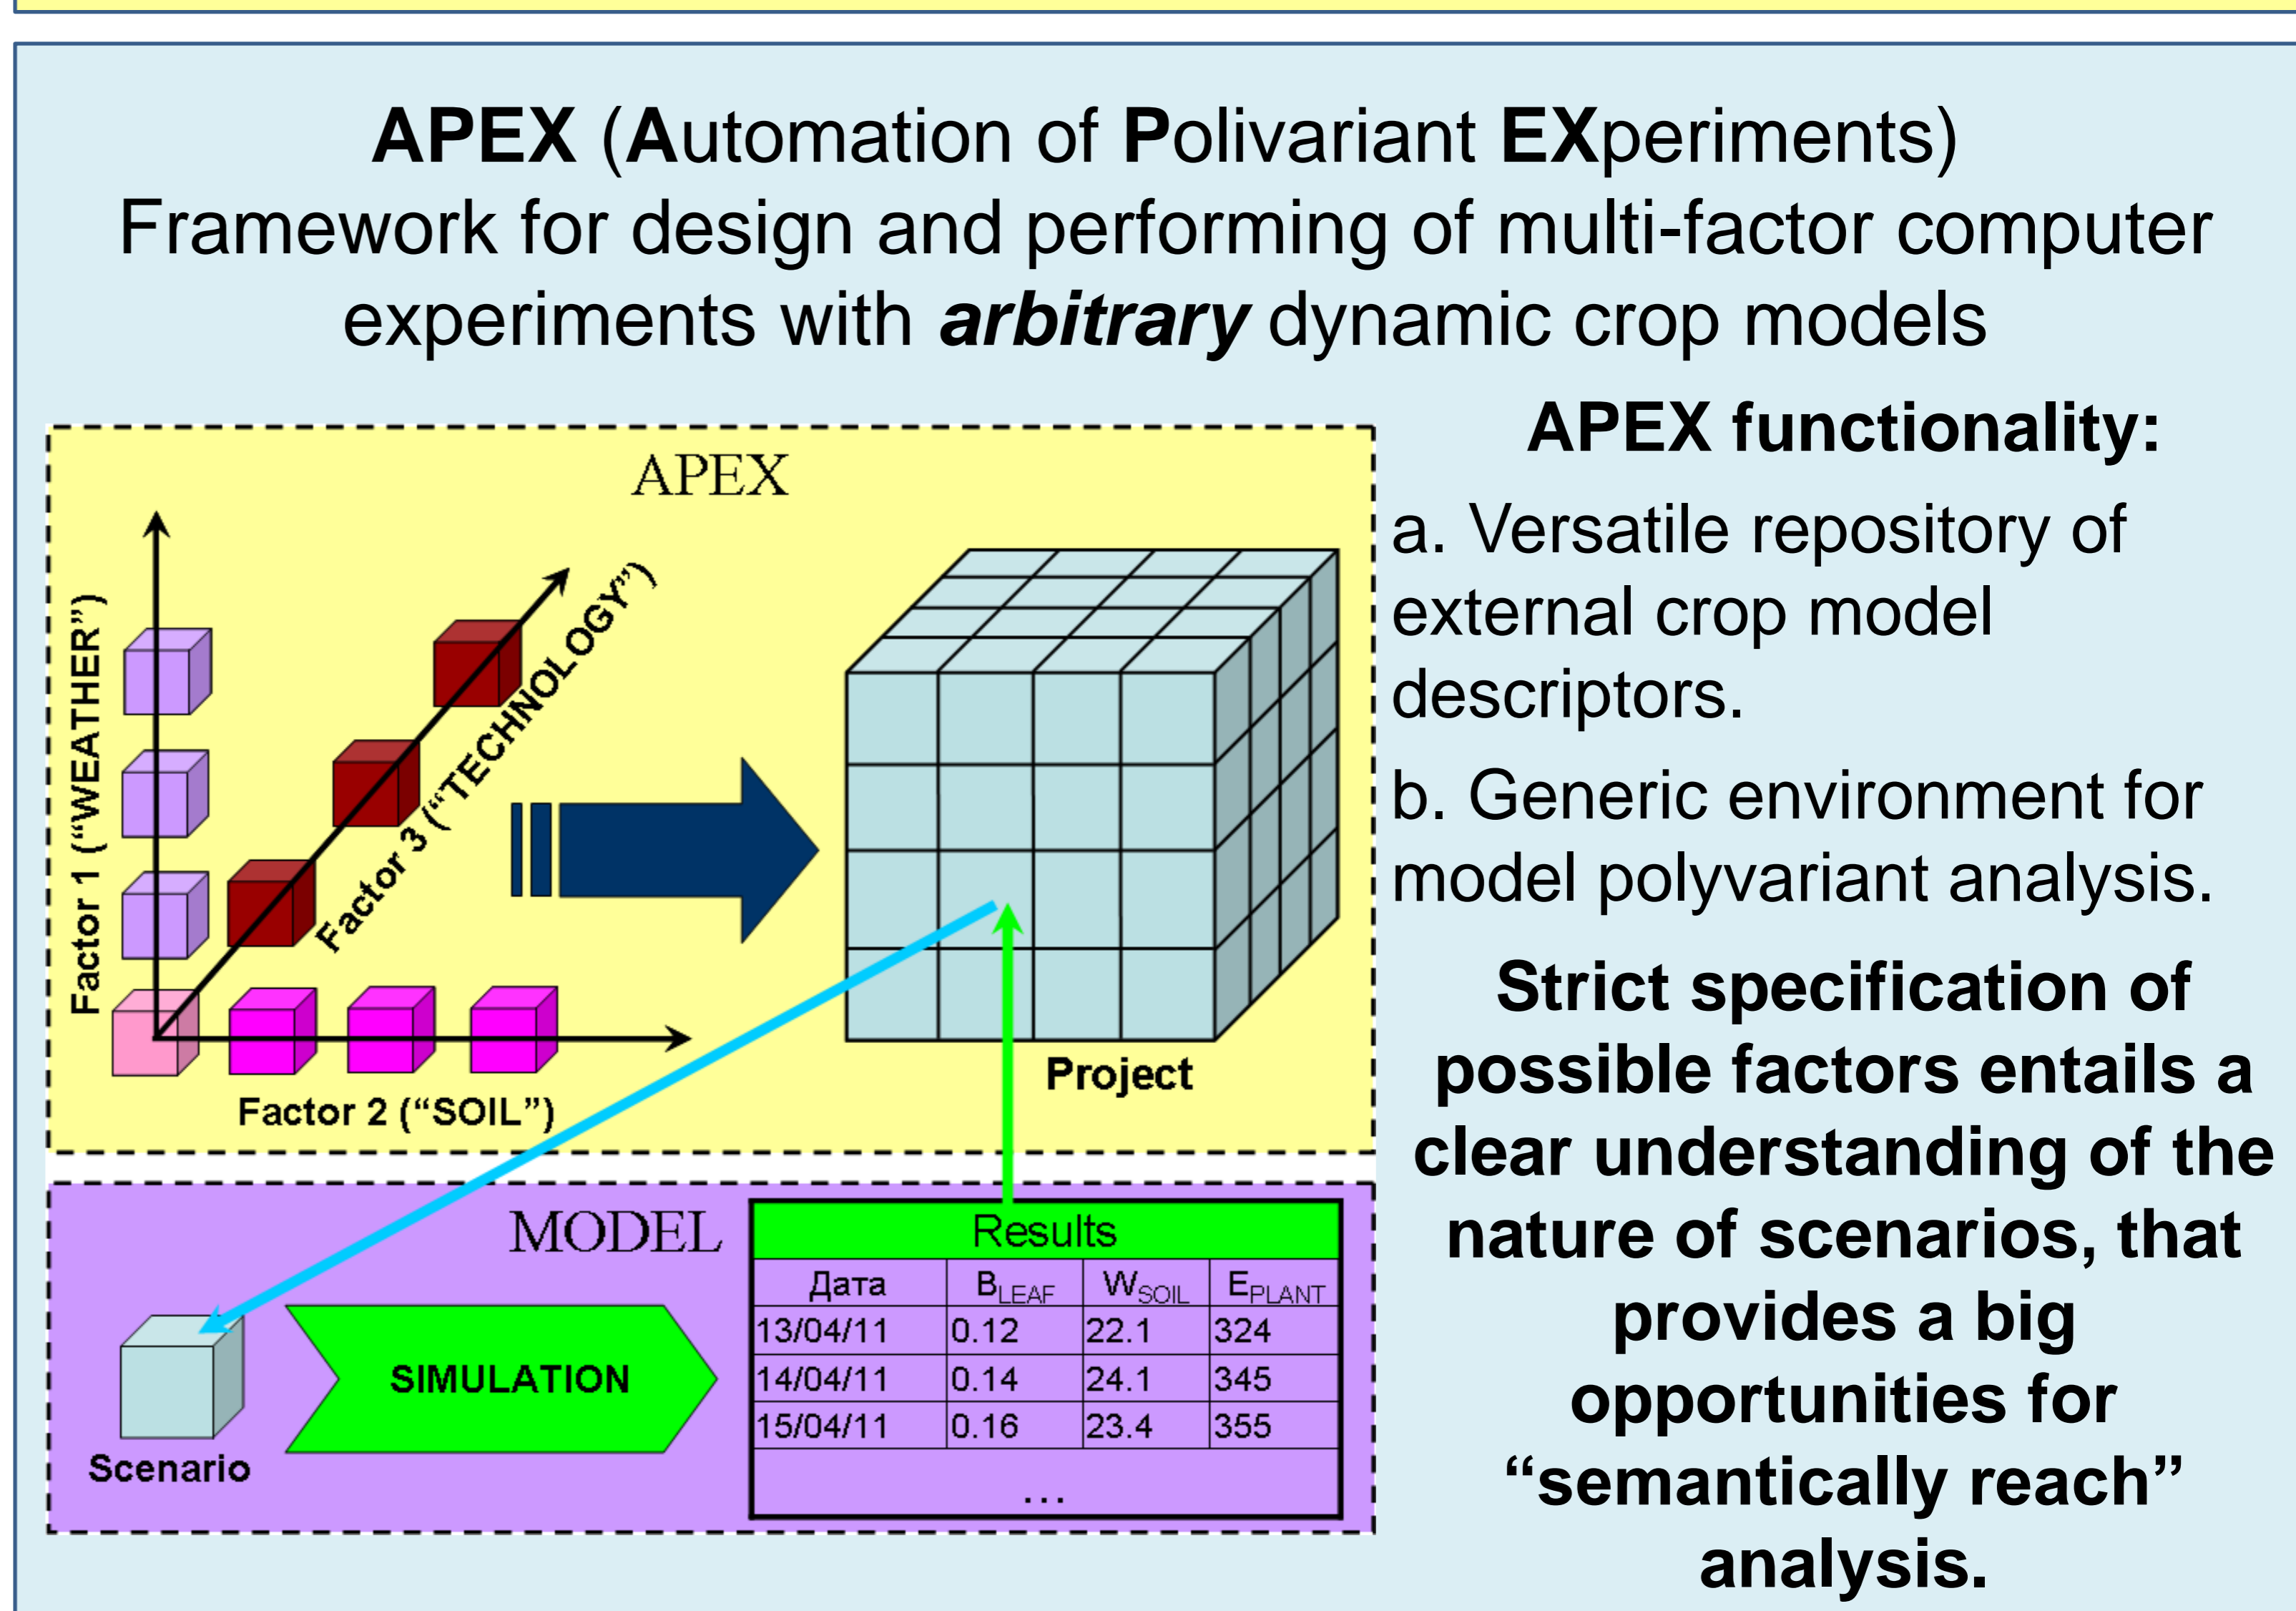 APEX (Automation of Polivariant EXperiments)
Framework for design and performing of multi-factor computer
experiments with arbitrary dynamic crop models
APEX
Factor 1 (“WEATHER”)
Factor 3 (“TECHNOLOGY”)
Factor 2 (“SOIL”)
Project
MODEL
Scenario
SIMULATION
Results
Дата B_LEAF W_SOIL E_PLANT
13/04/11 0.12 22.1 324
14/04/11 0.14 24.1 345
15/04/11 0.16 23.4 355
…
APEX functionality:
a. Versatile repository of
external crop model
descriptors.
b. Generic environment for
model polyvariant analysis.
Strict specification of
possible factors entails a
clear understanding of the
nature of scenarios, that
provides a big
opportunities for
“semantically reach”
analysis.